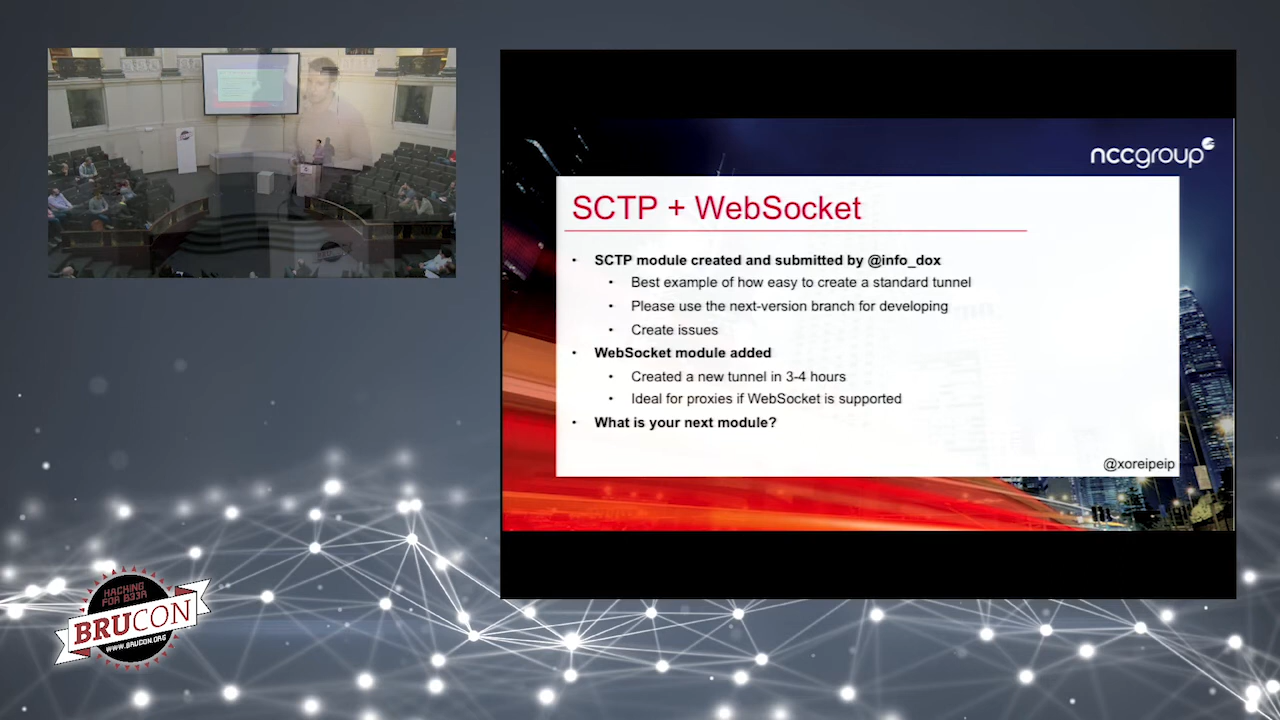 nccgroup
SCTP + WebSocket
• SCTP module created and submitted by @info_dox
• Best example of how easy to create a standard tunnel
• Please use the next-version branch for developing
• Create issues
• WebSocket module added
• Created a new tunnel in 3-4 hours
• Ideal for proxies if WebSocket is supported
• What is your next module?
@xoreipeip
HACKING
FOR B33R
BRUCON
WWW.BRUCON.ORG